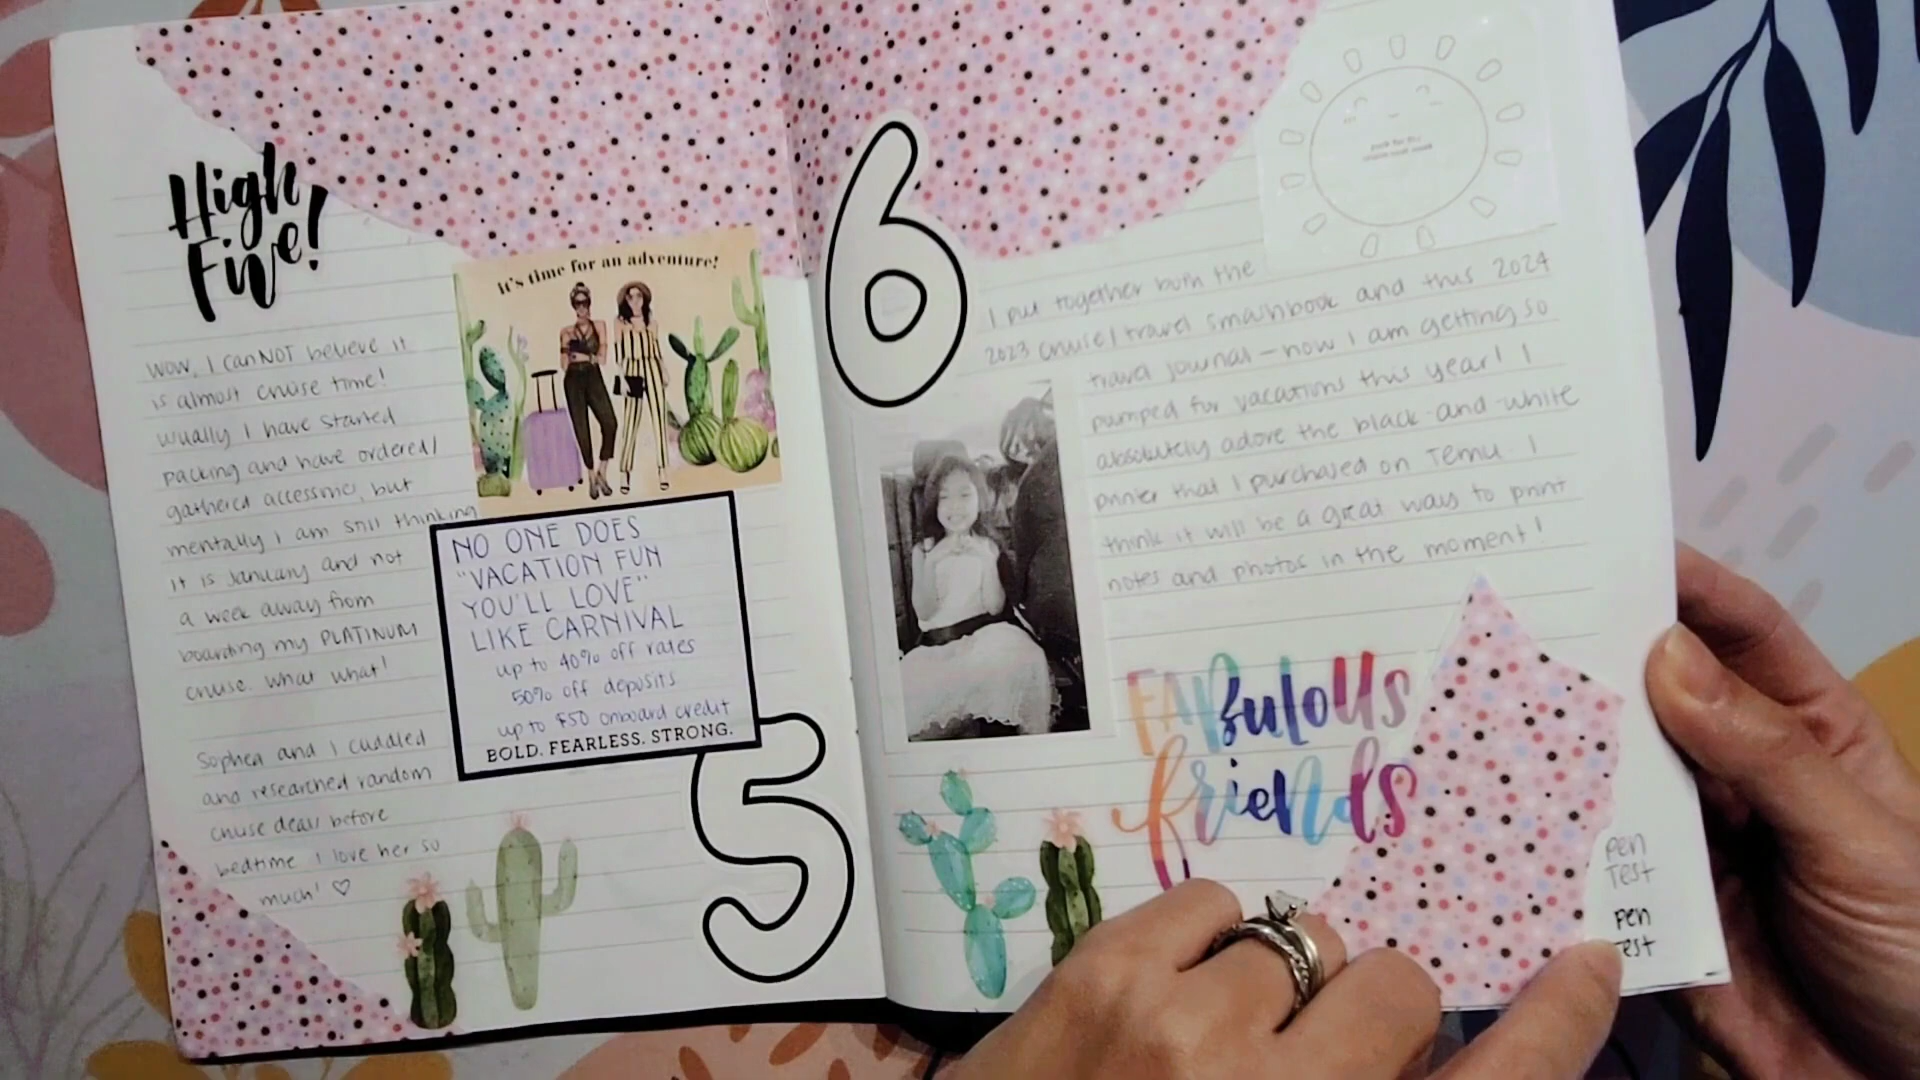 High
Five!
WOW, I canNOT believe it
is almost cruise time!
wually I have started
packing and have ordered/
gathered accessories, but
mentally I am still thinking
it is January and not
a week away from
boarding my PLATINUM
cruise. what what!
Sophea and I cuddled
and researched random
cruise deals before
bedtime. I love her so
much! ♡
It's time for an adventure!
NO ONE DOES
"VACATION FUN
YOU'LL LOVE"
LIKE CARNIVAL
up to 40% off rates
50% off deposits
up to $50 onboard credit
BOLD. FEARLESS. STRONG.
5
6
I put together both the
2023 cruise/travel smashbook and this 2024
travel journal - now I am getting so
pumped for vacations this year! I
absolutely adore the black-and-white
printer that I purchased on Temu. I
think it will be a great way to print
notes and photos in the moment!
FABulous
friends
pen
Test
pen
Test